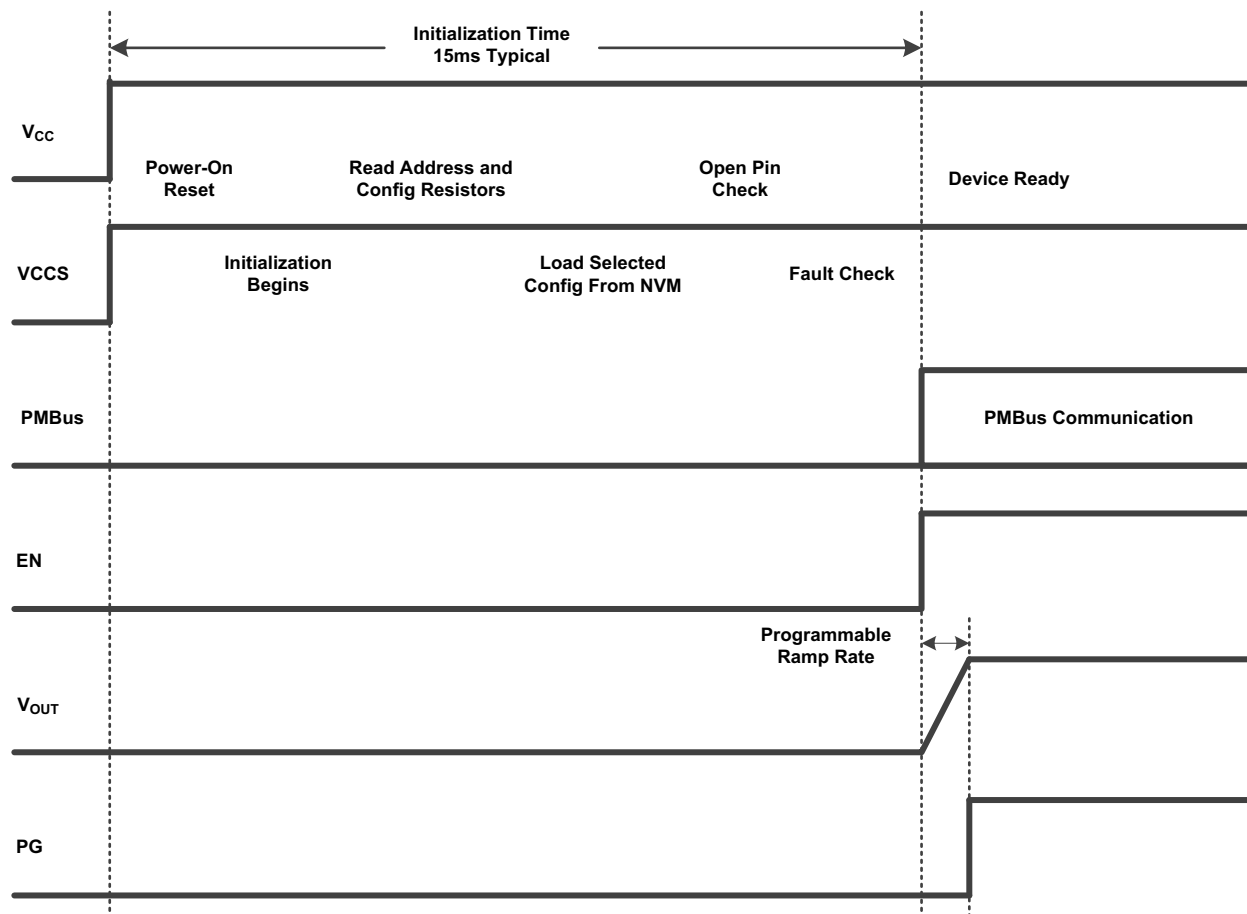 Initialization Time
15ms Typical
VCC
Power-On
Reset
Read Address and
Config Resistors
Open Pin
Check
Device Ready
VCCS
Initialization
Begins
Load Selected
Config From NVM
Fault Check
PMBus
PMBus Communication
EN
Programmable
Ramp Rate
VOUT
PG